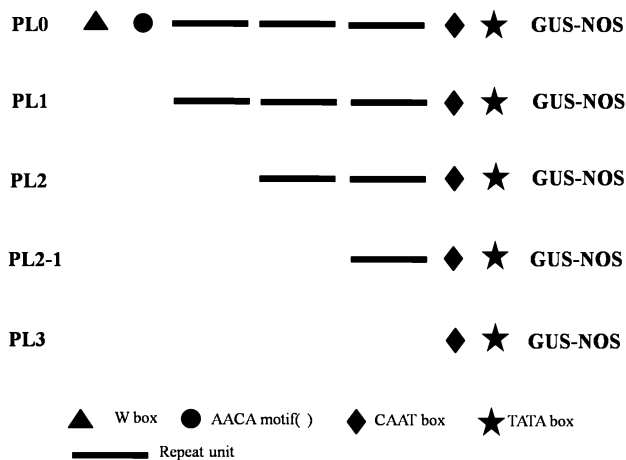 PL0 GUS-NOS
PL1 GUS-NOS
PL2 GUS-NOS
PL2-1 GUS-NOS
PL3 GUS-NOS
W box AACA motif( ) CAAT box TATA box
Repeat unit